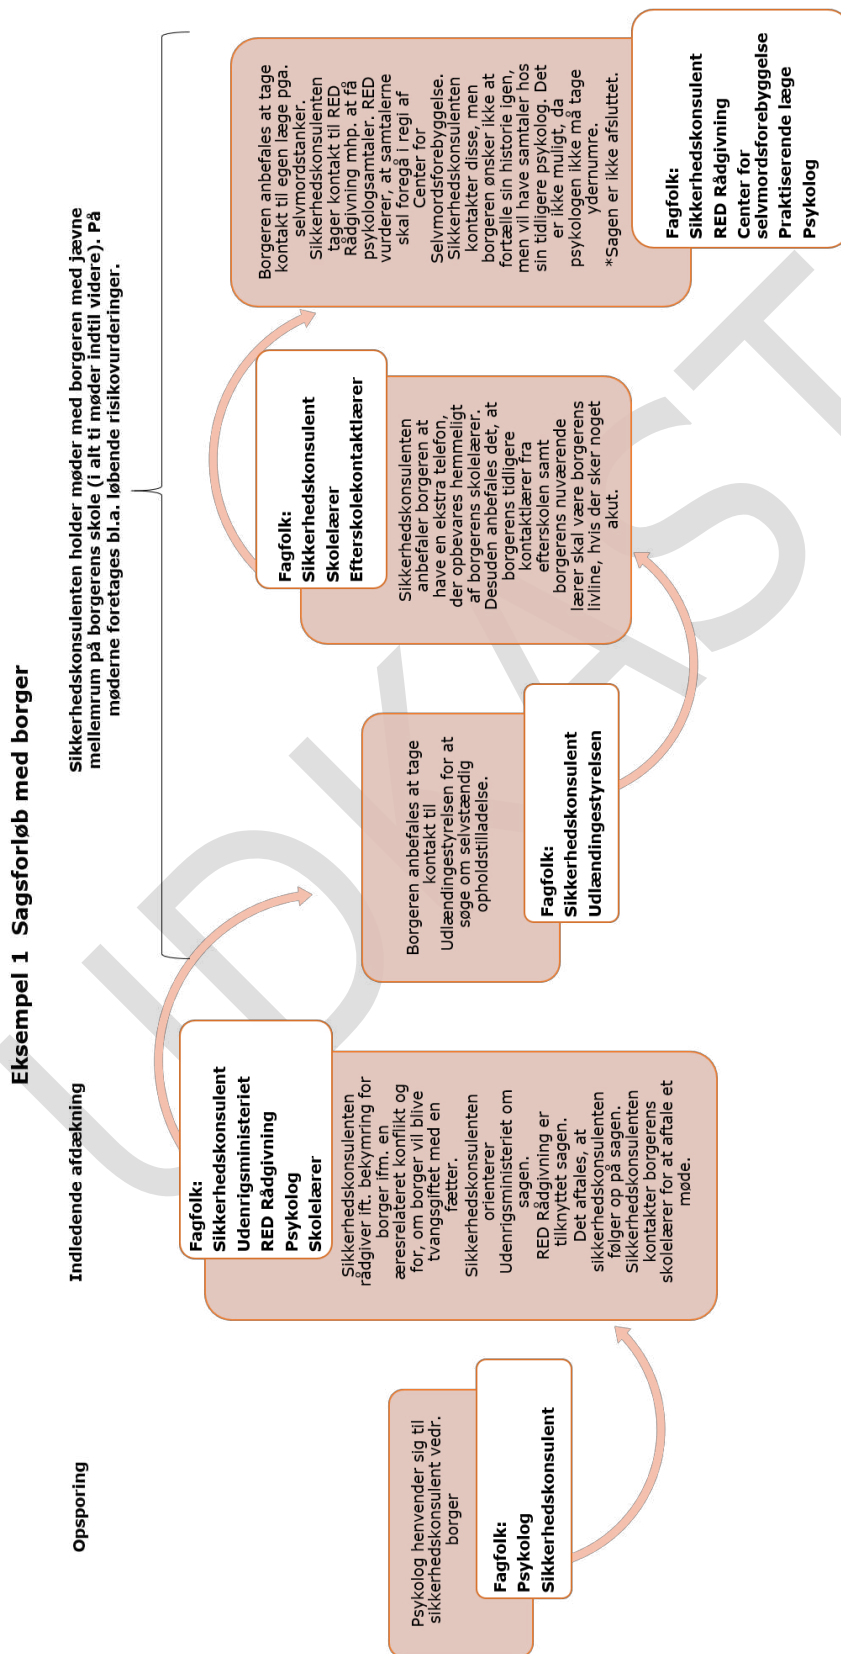 Eksempel 1  Sagsforløb med borger
Opsporing
Indledende afdækning
Sikkerhedskonsulenten holder møder med borgeren med jævne
mellemrum på borgerens skole (i alt ti møder indtil videre). På
møderne foretages bl.a. løbende risikovurderinger.
Psykolog henvender sig til
sikkerhedskonsulent vedr.
borger
Fagfolk:
Psykolog
Sikkerhedskonsulent
Fagfolk:
Sikkerhedskonsulent
Udenrigsministeriet
RED Rådgivning
Psykolog
Skolelærer
Sikkerhedskonsulenten
rådgiver ift. bekymring for
borger ifm. en
æresrelateret konflikt og
for, om borger vil blive
tvangsgiftet med en
fætter.
Sikkerhedskonsulenten
orienterer
Udenrigsministeriet om
sagen.
RED Rådgivning er
tilknyttet sagen.
Det aftales, at
sikkerhedskonsulenten
følger op på sagen.
Sikkerhedskonsulenten
kontakter borgerens
skolelærer for at aftale et
møde.
Borgeren anbefales at tage
kontakt til
Udlændingestyrelsen for at
søge om selvstændig
opholdstilladelse.
Fagfolk:
Sikkerhedskonsulent
Udlændingestyrelsen
Fagfolk:
Sikkerhedskonsulent
Skolelærer
Efterskolekontaktlærer
Sikkerhedskonsulenten
anbefaler borgeren at
have en ekstra telefon,
der opbevares hemmeligt
af borgerens skolelærer.
Desuden anbefales det, at
borgerens tidligere
kontaktlærer fra
efterskolen samt
borgerens nuværende
lærer skal være borgerens
livline, hvis der sker noget
akut.
Borgeren anbefales at tage
kontakt til egen læge pga.
selvmordstanker.
Sikkerhedskonsulenten
tager kontakt til RED
Rådgivning mhp. at få
psykologsamtaler. RED
vurderer, at samtalerne
skal foregå i regi af
Center for
Selvmordsforebyggelse.
Sikkerhedskonsulenten
kontakter disse, men
borgeren ønsker ikke at
fortælle sin historie igen,
men vil have samtaler hos
sin tidligere psykolog. Det
er ikke muligt, da
psykologen ikke må tage
ydernumre.
*Sagen er ikke afsluttet.
Fagfolk:
Sikkerhedskonsulent
RED Rådgivning
Center for
selvmordsforebyggelse
Praktiserende læge
Psykolog
UDKAST